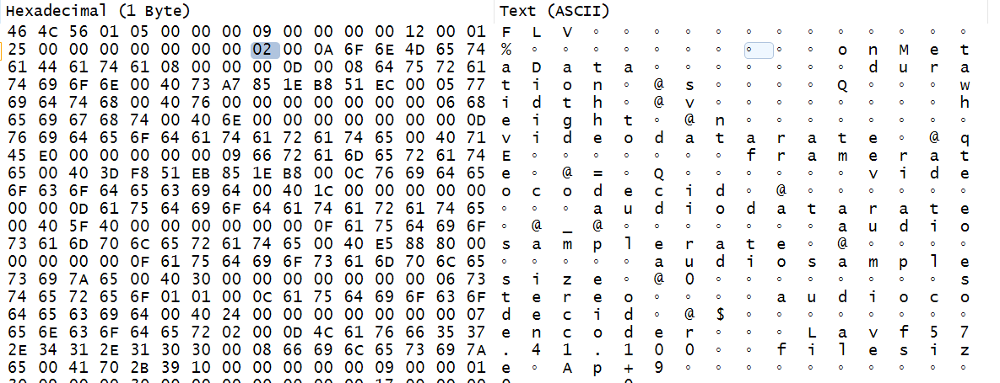 Hexadecimal (1 Byte) Text (ASCII)
46 4C 56 01 05 00 00 00 09 00 00 00 00 12 00 01 F L V ◦ ◦ ◦ ◦ ◦ ◦ ◦ ◦ ◦ ◦ ◦ ◦ ◦
25 00 00 00 00 00 00 00 02 00 0A 6F 6E 4D 65 74 % ◦ ◦ ◦ ◦ ◦ ◦ ◦ ◦ ◦ ◦ o n M e t
61 44 61 74 61 08 00 00 00 0D 00 08 64 75 72 61 a D a t a ◦ ◦ ◦ ◦ ◦ ◦ ◦ d u r a
74 69 6F 6E 00 40 73 A7 85 1E B8 51 EC 00 05 77 t i o n ◦ @ s ◦ ◦ ◦ ◦ Q ◦ ◦ ◦ w
69 64 74 68 00 40 76 00 00 00 00 00 00 00 06 68 i d t h ◦ @ v ◦ ◦ ◦ ◦ ◦ ◦ ◦ ◦ h
65 69 67 68 74 00 40 6E 00 00 00 00 00 00 00 0D e i g h t ◦ @ n ◦ ◦ ◦ ◦ ◦ ◦ ◦ ◦
76 69 64 65 6F 64 61 74 61 72 61 74 65 00 40 71 v i d e o d a t a r a t e ◦ @ q
45 E0 00 00 00 00 00 09 66 72 61 6D 65 72 61 74 E ◦ ◦ ◦ ◦ ◦ ◦ ◦ f r a m e r a t
65 00 40 3D F8 51 EB 85 1E B8 00 0C 76 69 64 65 e ◦ @ = ◦ Q ◦ ◦ ◦ ◦ ◦ ◦ v i d e
6F 63 6F 64 65 63 69 64 00 40 1C 00 00 00 00 00 o c o d e c i d ◦ @ ◦ ◦ ◦ ◦ ◦ ◦
00 00 0D 61 75 64 69 6F 64 61 74 61 72 61 74 65 ◦ ◦ ◦ a u d i o d a t a r a t e
00 40 5F 40 00 00 00 00 00 00 0F 61 75 64 69 6F ◦ @ _ @ ◦ ◦ ◦ ◦ ◦ ◦ ◦ a u d i o
73 61 6D 70 6C 65 72 61 74 65 00 40 E5 88 80 00 s a m p l e r a t e ◦ @ ◦ ◦ ◦ ◦
00 00 00 00 0F 61 75 64 69 6F 73 61 6D 70 6C 65 ◦ ◦ ◦ ◦ ◦ a u d i o s a m p l e
73 69 7A 65 00 40 30 00 00 00 00 00 00 00 06 73 s i z e ◦ @ 0 ◦ ◦ ◦ ◦ ◦ ◦ ◦ ◦ s
74 65 72 65 6F 01 01 00 0C 61 75 64 69 6F 63 6F t e r e o ◦ ◦ ◦ ◦ a u d i o c o
64 65 63 69 64 00 40 24 00 00 00 00 00 00 00 07 d e c i d ◦ @ $ ◦ ◦ ◦ ◦ ◦ ◦ ◦ ◦
65 6E 63 6F 64 65 72 02 00 0D 4C 61 76 66 35 37 e n c o d e r ◦ ◦ ◦ L a v f 5 7
2E 34 31 2E 31 30 30 00 08 66 69 6C 65 73 69 7A . 4 1 . 1 0 0 ◦ ◦ f i l e s i z
65 00 41 70 2B 39 10 00 00 00 00 00 09 00 00 01 e ◦ A p + 9 ◦ ◦ ◦ ◦ ◦ ◦ ◦ ◦ ◦ ◦